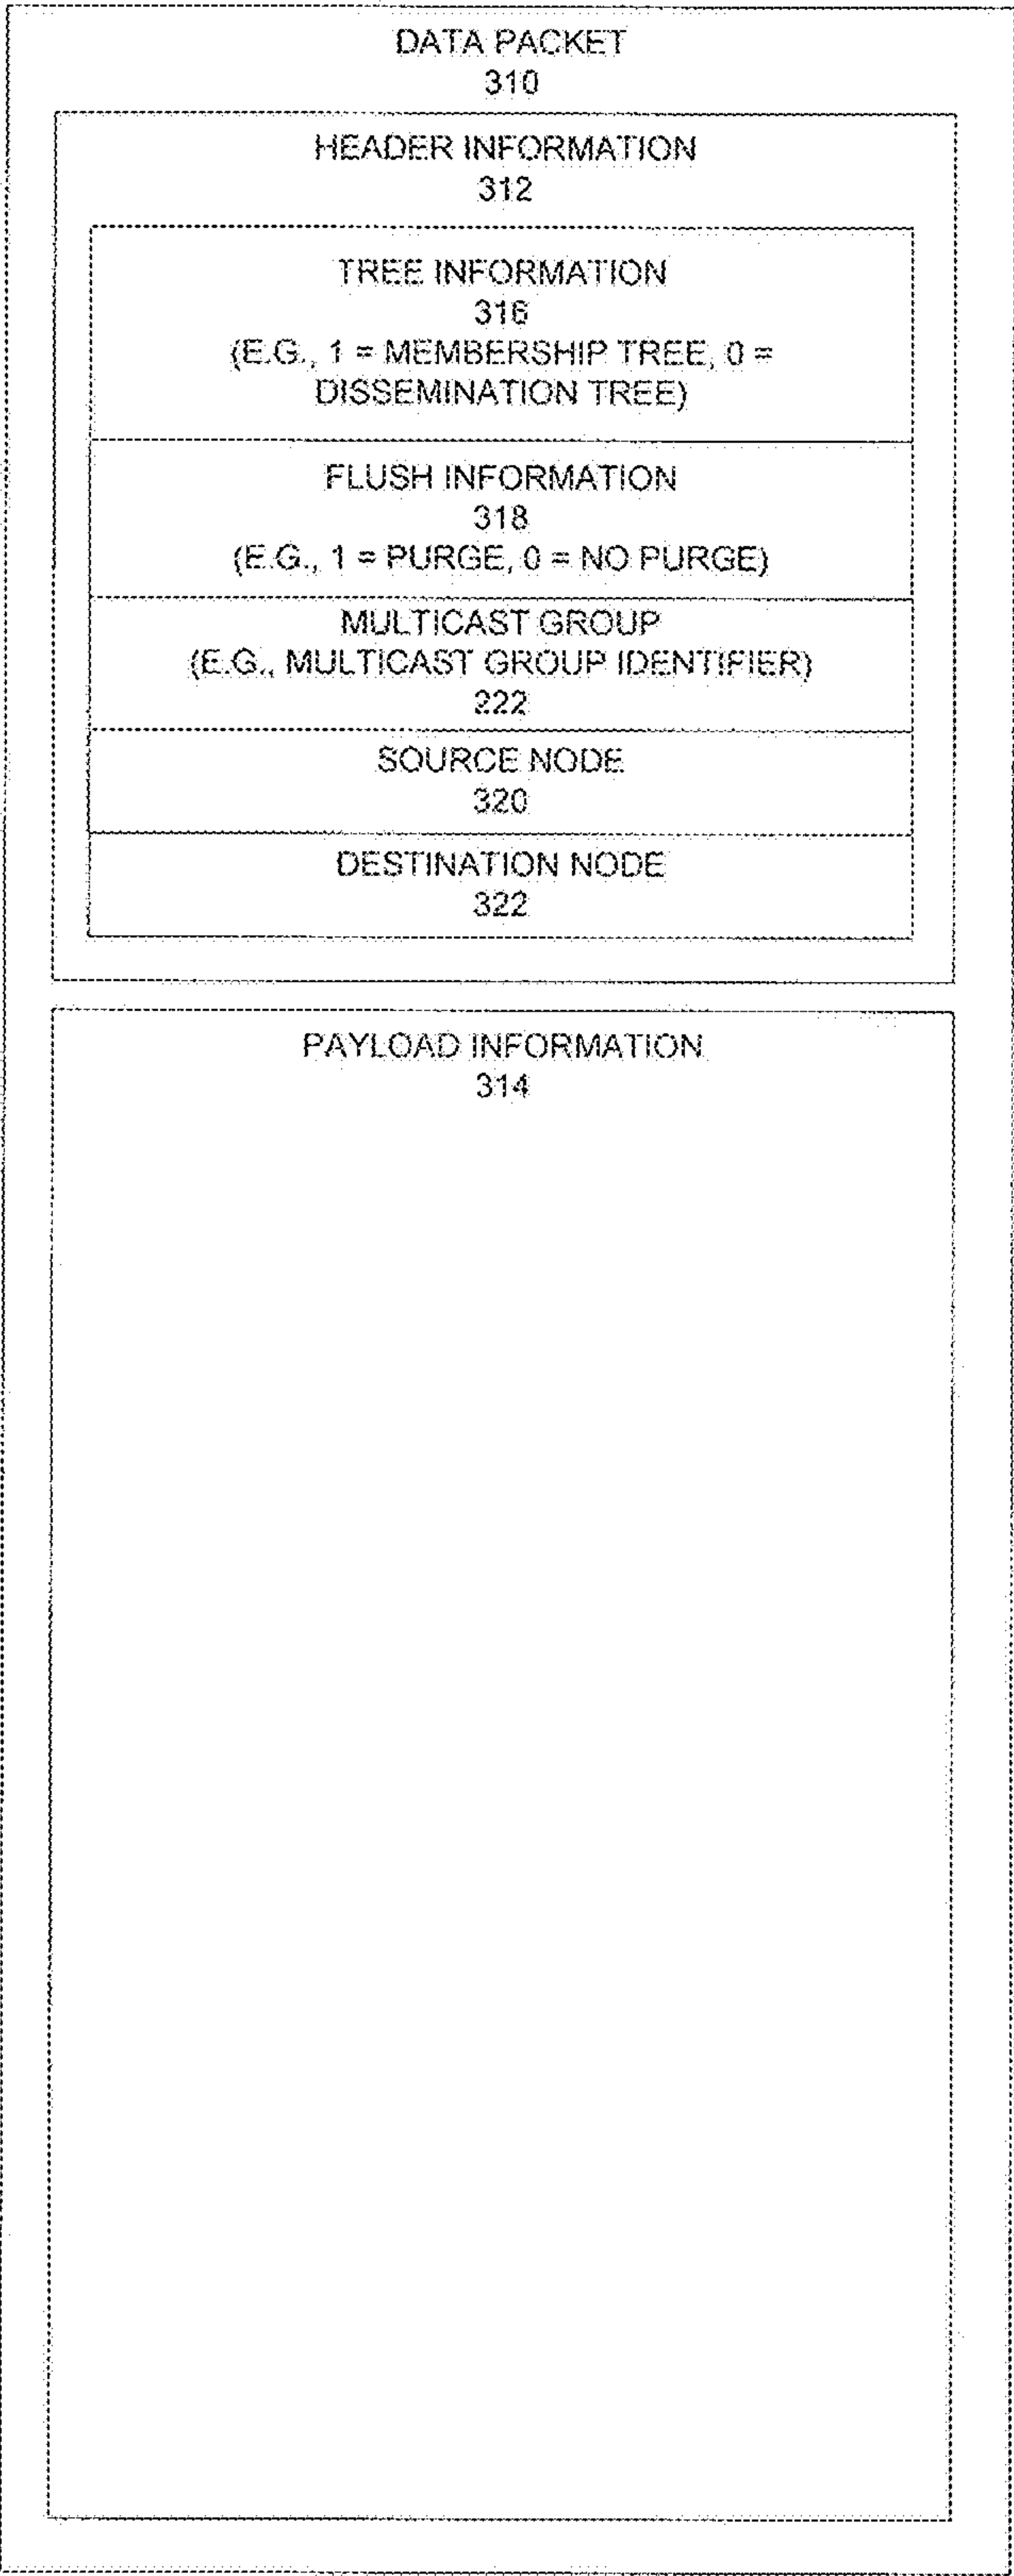 DATA PACKET
310
HEADER INFORMATION
312
TREE INFORMATION
316
(E.G., 1 = MEMBERSHIP TREE, 0 =
DISSEMINATION TREE)
FLUSH INFORMATION
318
(E.G., 1 = PURGE, 0 = NO PURGE)
MULTICAST GROUP
(E.G., MULTICAST GROUP IDENTIFIER)
222
SOURCE NODE
320
DESTINATION NODE
322
PAYLOAD INFORMATION
314